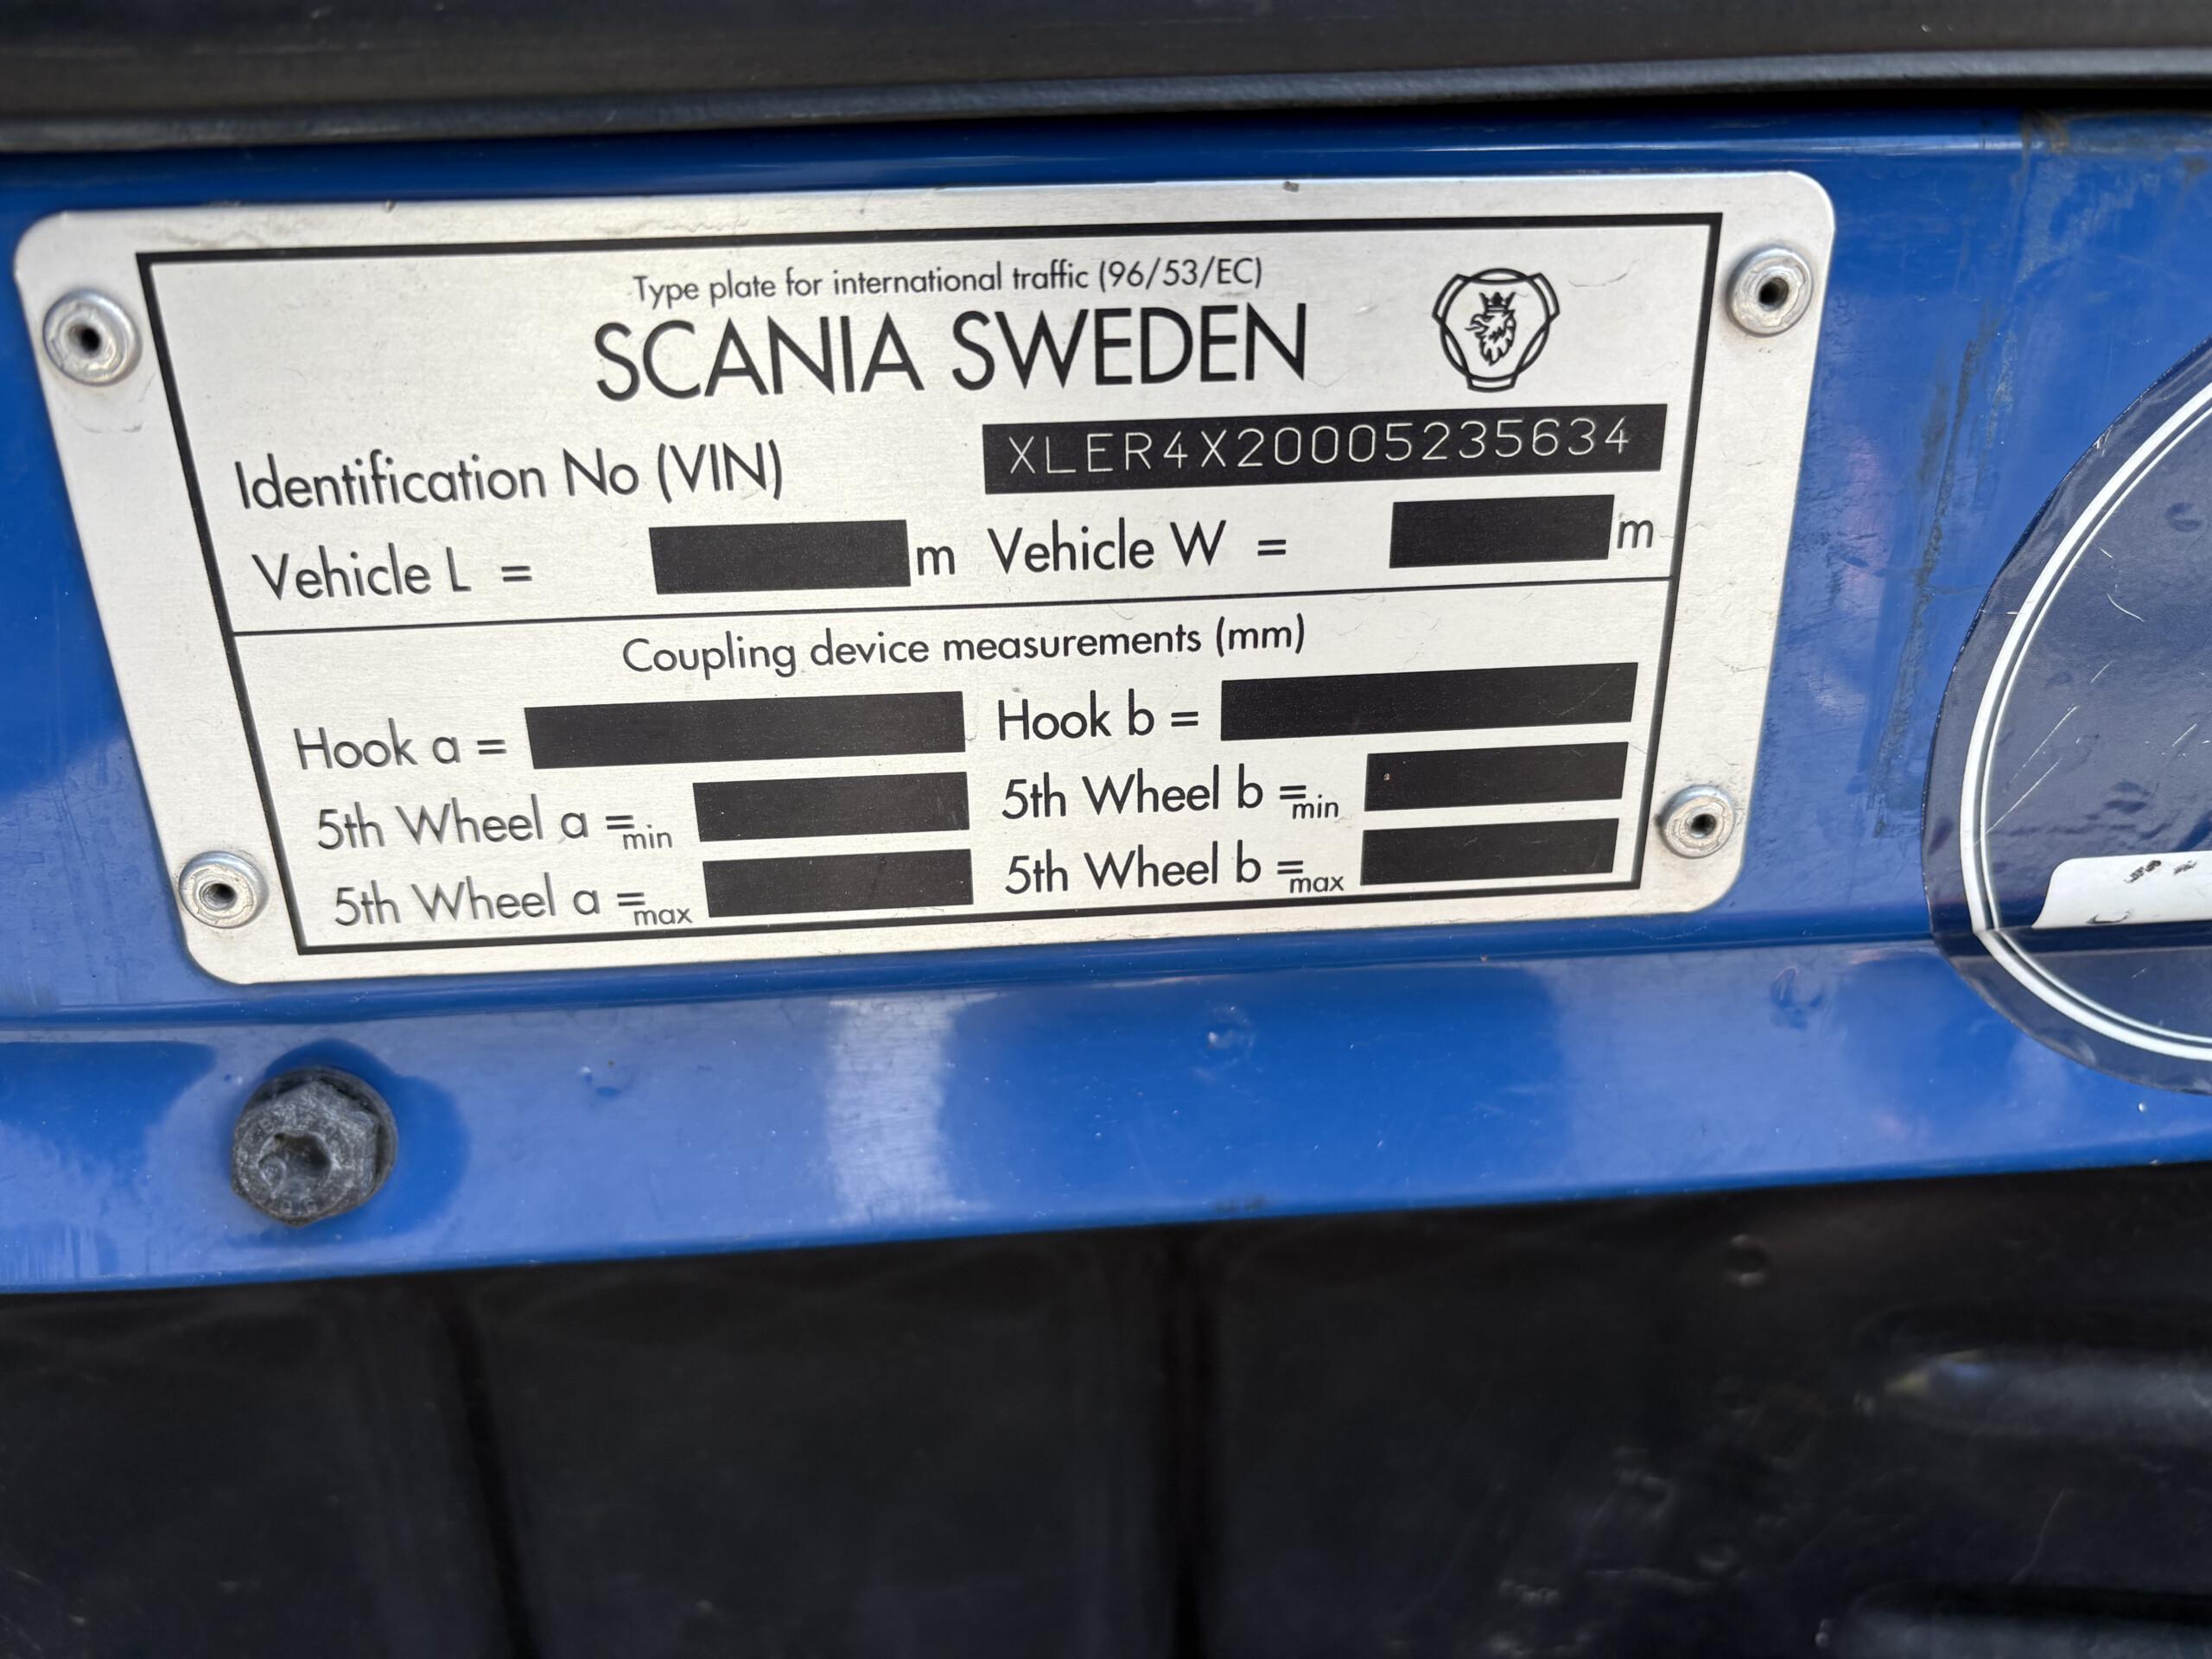 Type plate for international traffic (96/53/EC)
SCANIA SWEDEN
Identification No (VIN) XLER4X20005235634
Vehicle L = m Vehicle W = m
Coupling device measurements (mm)
Hook a = Hook b =
5th Wheel a =min 5th Wheel b =min
5th Wheel a =max 5th Wheel b =max